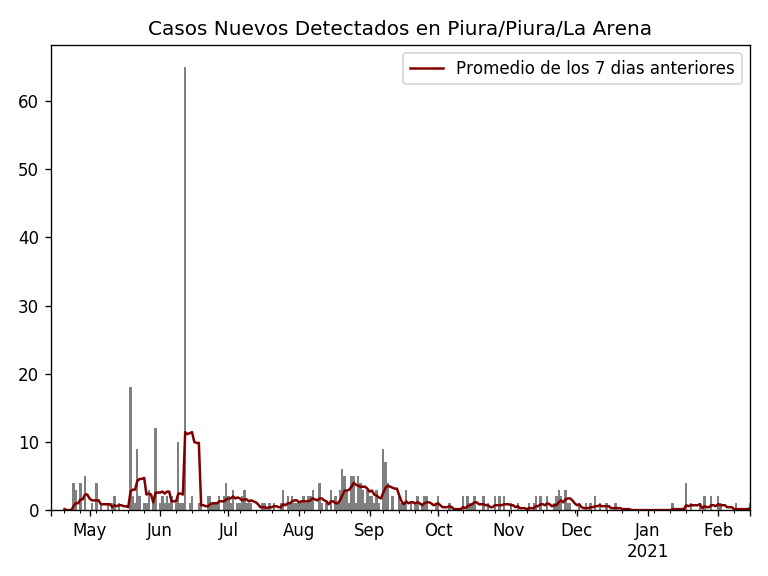 Casos Nuevos Detectados en Piura/Piura/La Arena
Promedio de los 7 dias anteriores
60
50
40
30
20
10
0
May Jun Jul Aug Sep Oct Nov Dec Jan Feb
2021